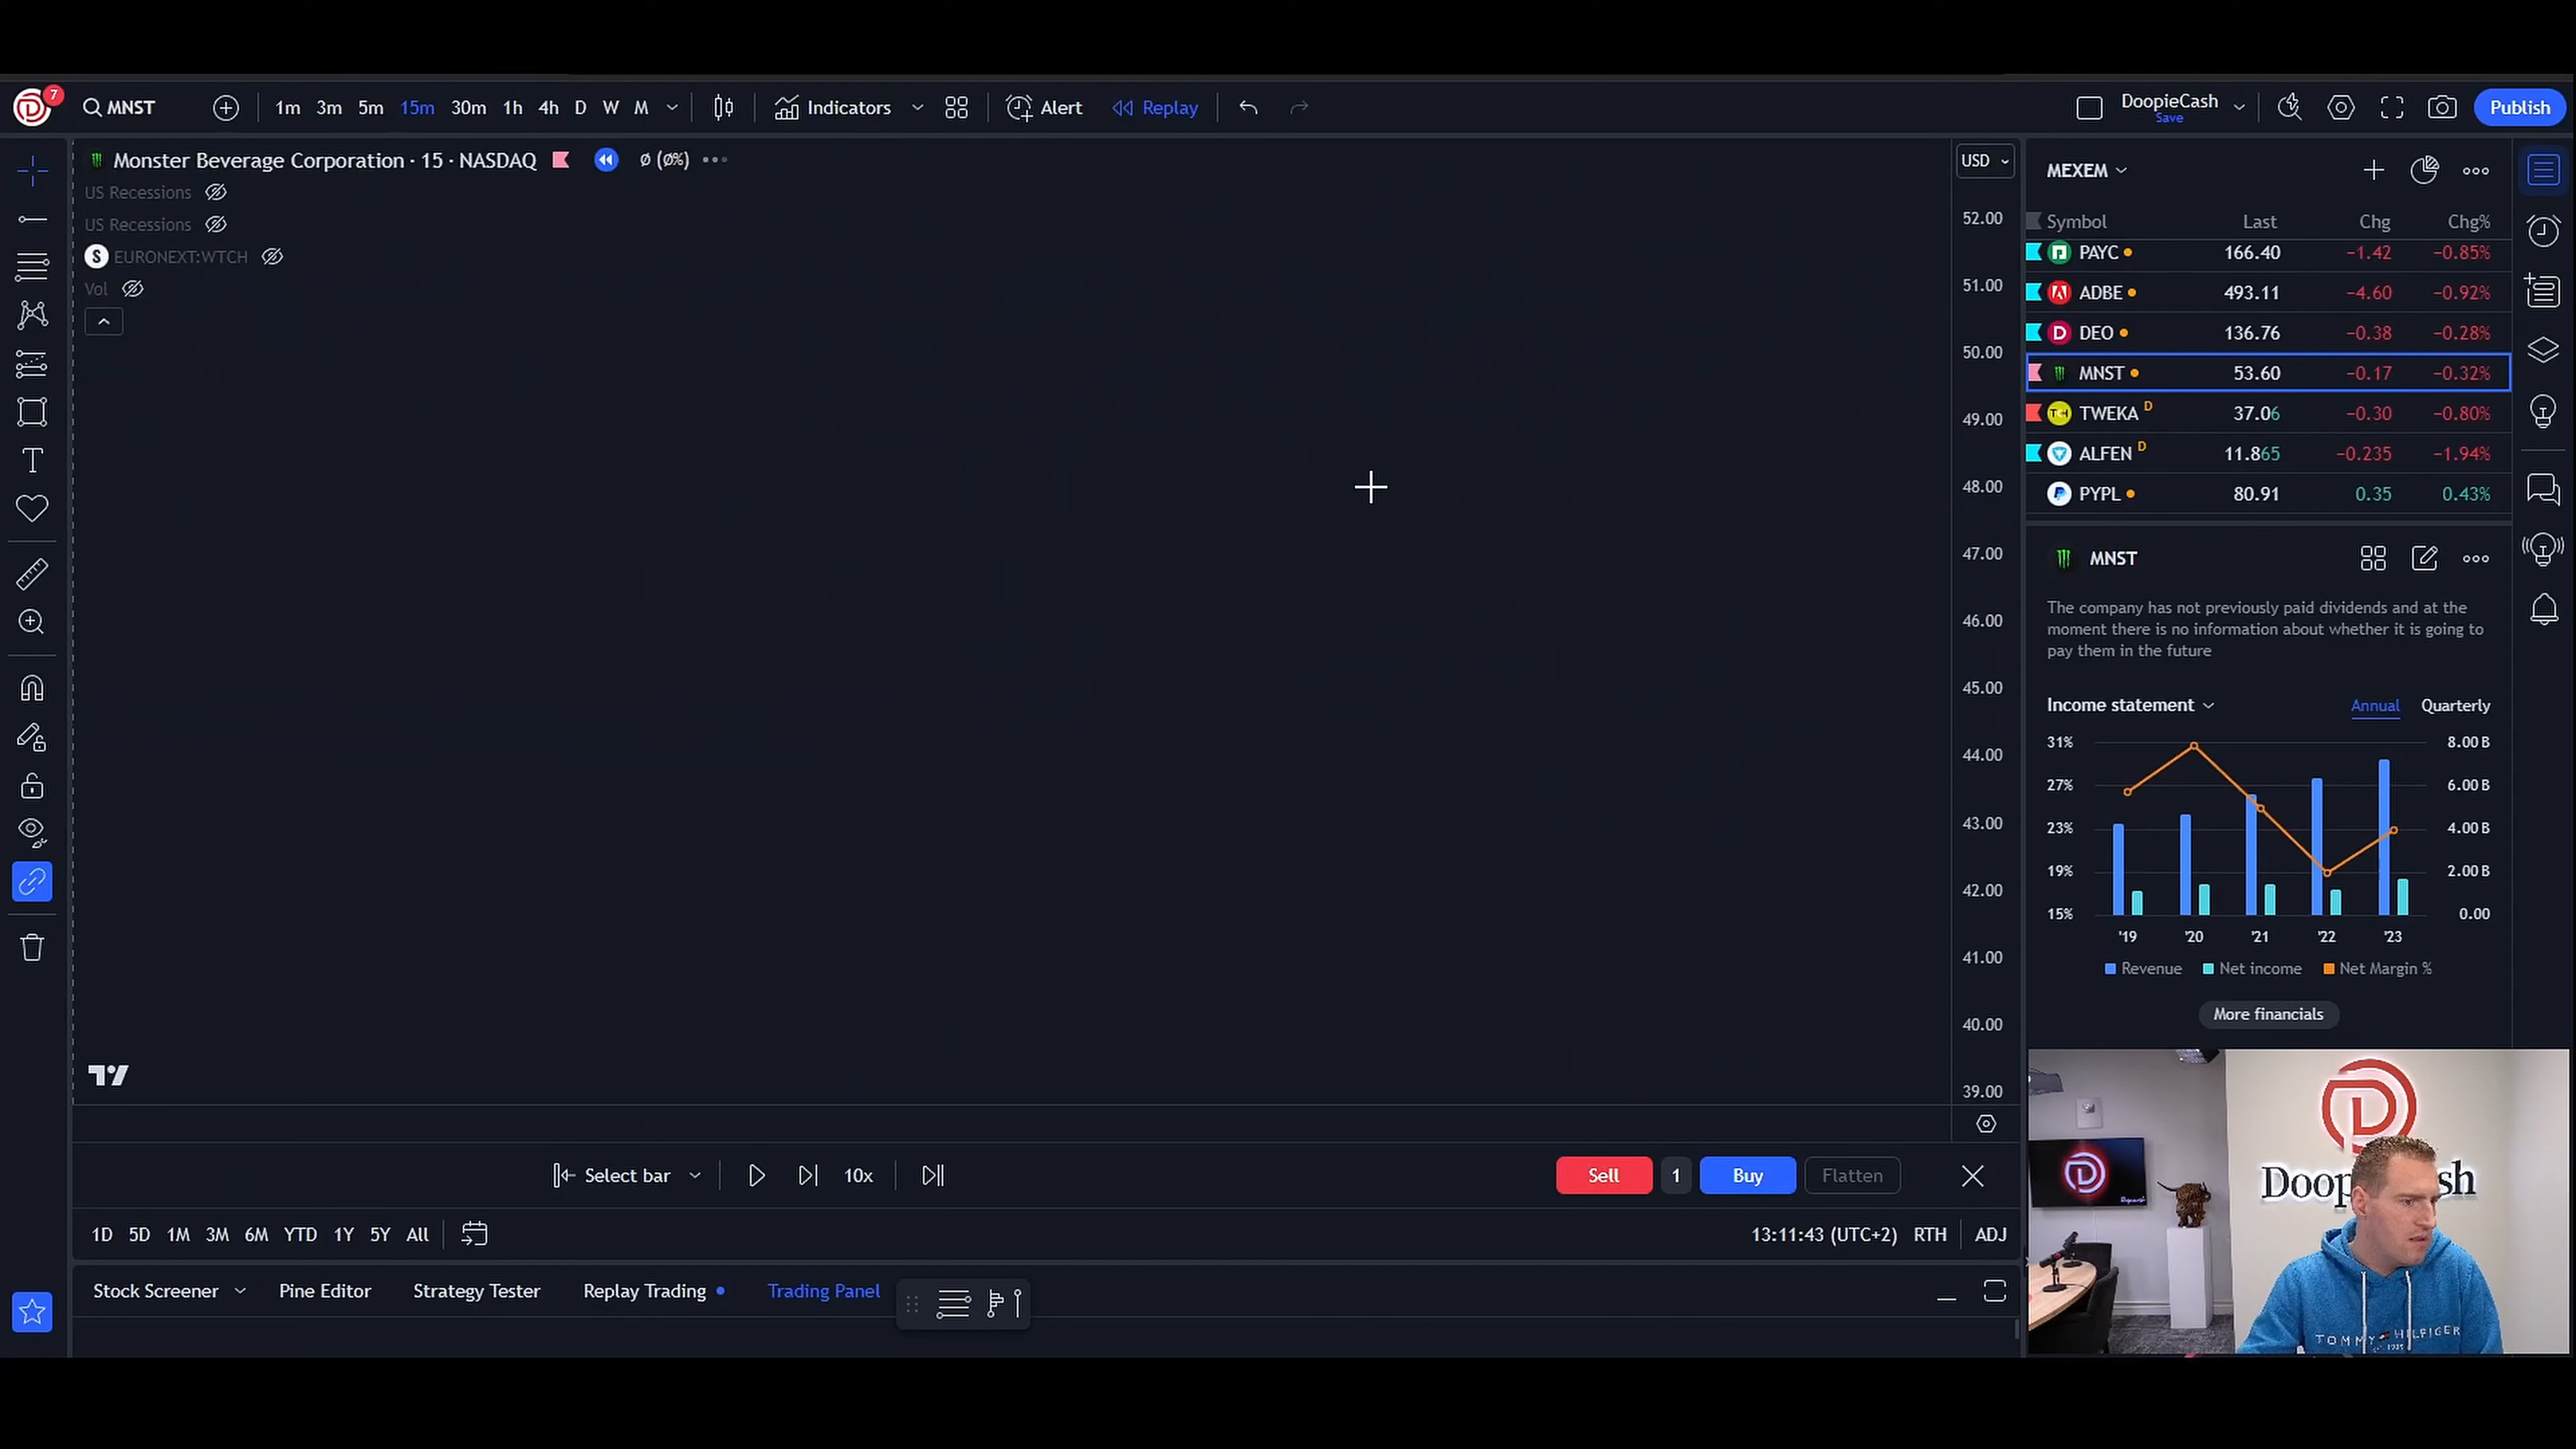 7
MNST
1m 3m 5m 15m 30m 1h 4h D W M
Indicators
Alert
Replay
DoopieCash
Save
Publish
Monster Beverage Corporation · 15 · NASDAQ
Ø (Ø%)
US Recessions
US Recessions
S EURONEXT:WTCH
Vol
USD
52.00
51.00
50.00
49.00
48.00
47.00
46.00
45.00
44.00
43.00
42.00
41.00
40.00
39.00
MEXEM
Symbol Last Chg Chg%
PAYC 166.40 −1.42 −0.85%
ADBE 493.11 −4.60 −0.92%
DEO 136.76 −0.38 −0.28%
MNST 53.60 −0.17 −0.32%
TWEKA D 37.06 −0.30 −0.80%
ALFEN D 11.865 −0.235 −1.94%
PYPL 80.91 0.35 0.43%
MNST
The company has not previously paid dividends and at the
moment there is no information about whether it is going to
pay them in the future
Income statement Annual Quarterly
31% 8.00 B
27% 6.00 B
23% 4.00 B
19% 2.00 B
15% 0.00
'19 '20 '21 '22 '23
Revenue Net income Net Margin %
More financials
Select bar
10x
Sell 1 Buy Flatten
1D 5D 1M 3M 6M YTD 1Y 5Y All
13:11:43 (UTC+2) RTH ADJ
Stock Screener Pine Editor Strategy Tester Replay Trading Trading Panel
Doop sh
TOMMY HILFIGER